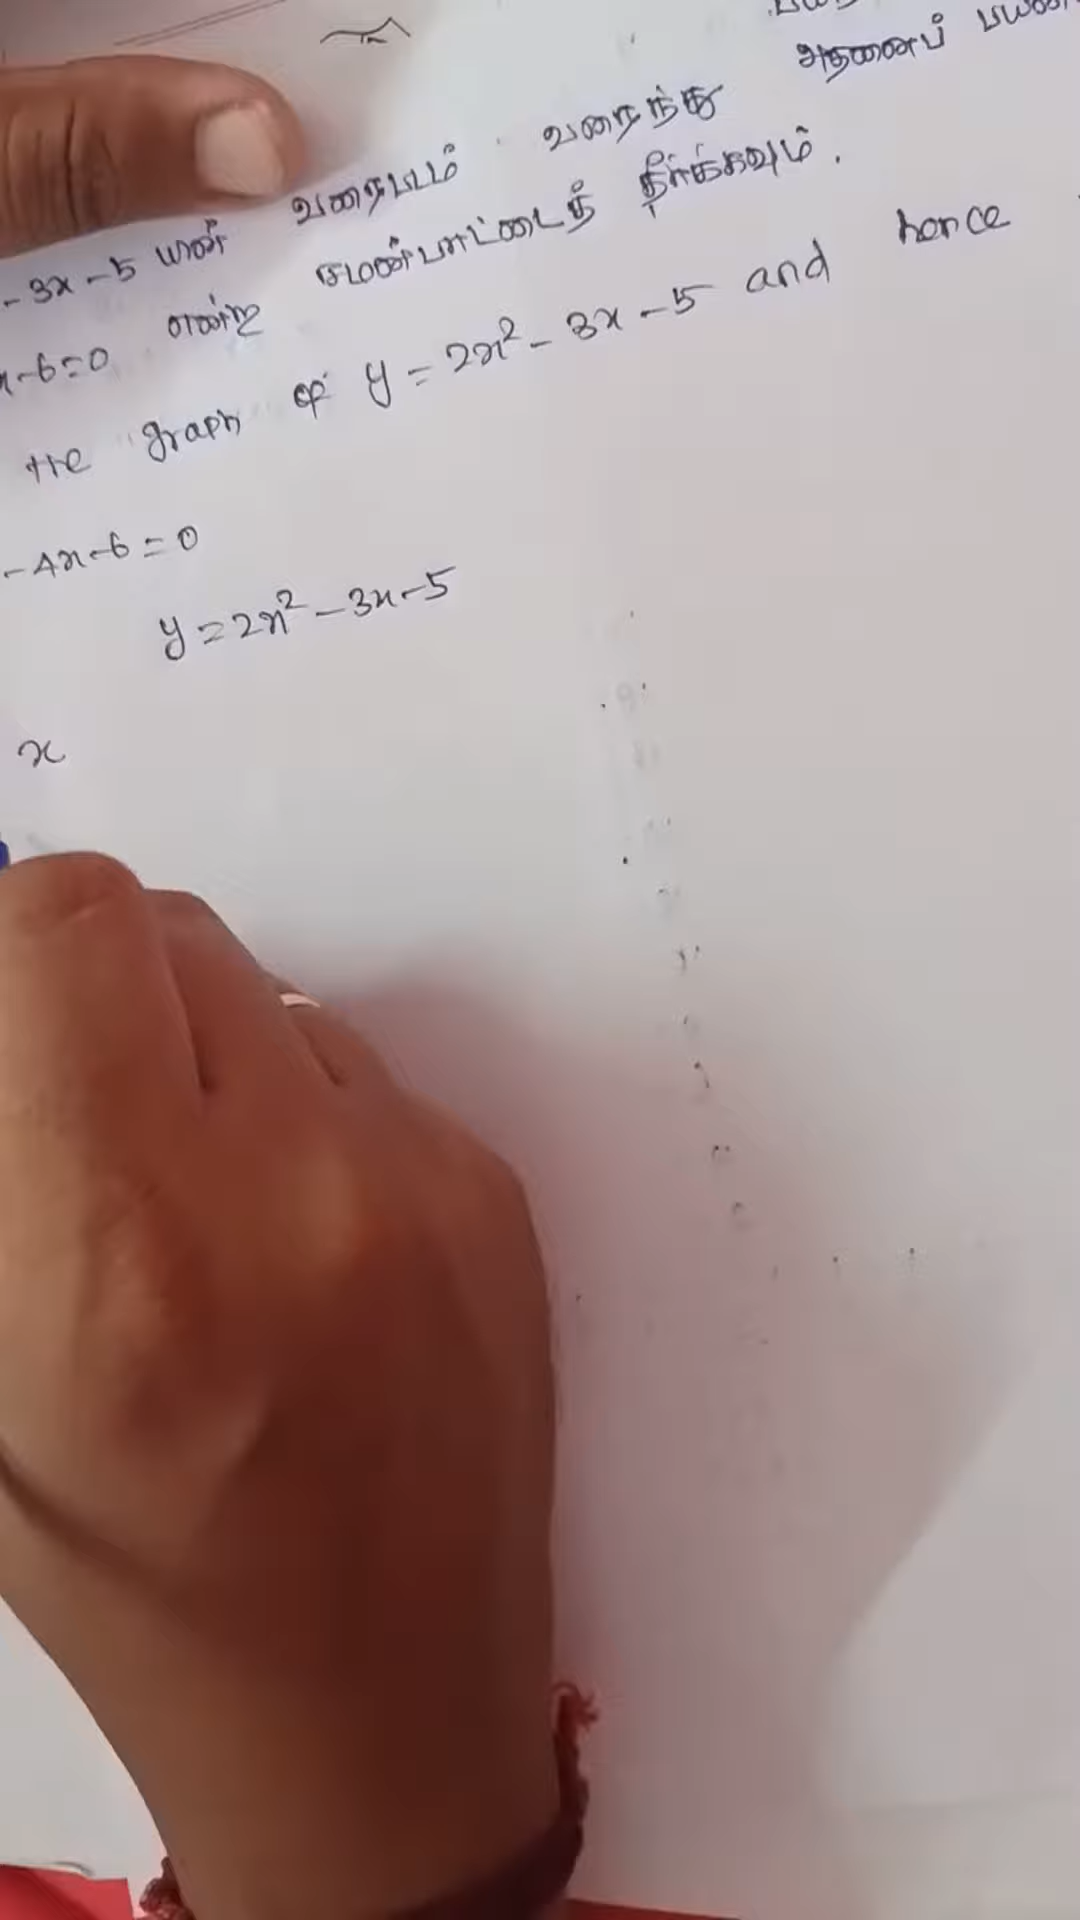 அதனைப்
- 3x - 5 யின் வரைபடம் வரைந்து
x - 6 = 0 என்ற சமன்பாட்டைத் தீர்க்கவும்.
the graph of y = 2x² - 3x - 5 and hence
- 4x - 6 = 0
y = 2x² - 3x - 5
x